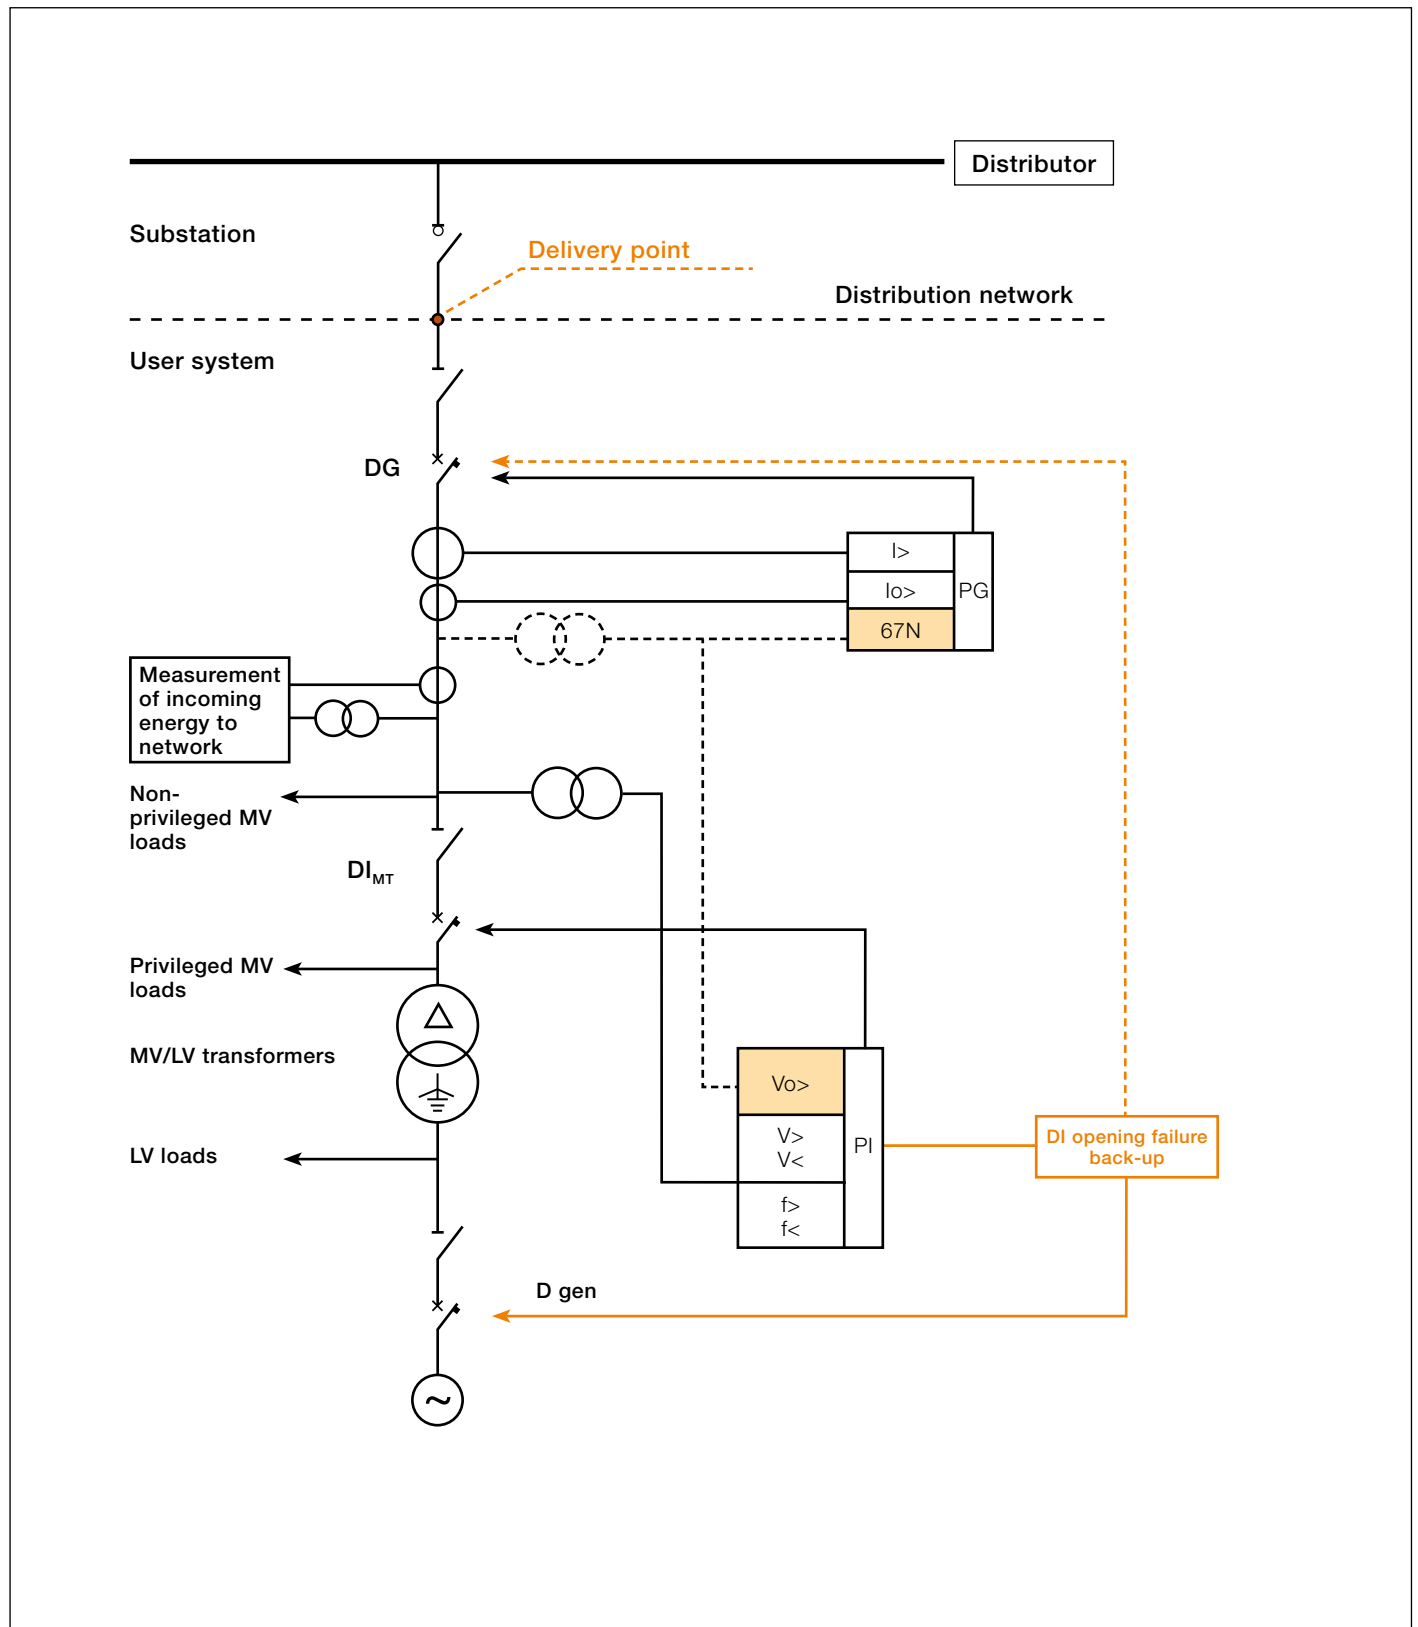 Distributor
Substation
Delivery point
Distribution network
User system
DG
I>
Io>
PG
67N
Measurement
of incoming
energy to
network
Non-
privileged MV
loads
DIMT
Privileged MV
loads
MV/LV transformers
Vo>
V>
V<
PI
DI opening failure
back-up
LV loads
f>
f<
D gen
~